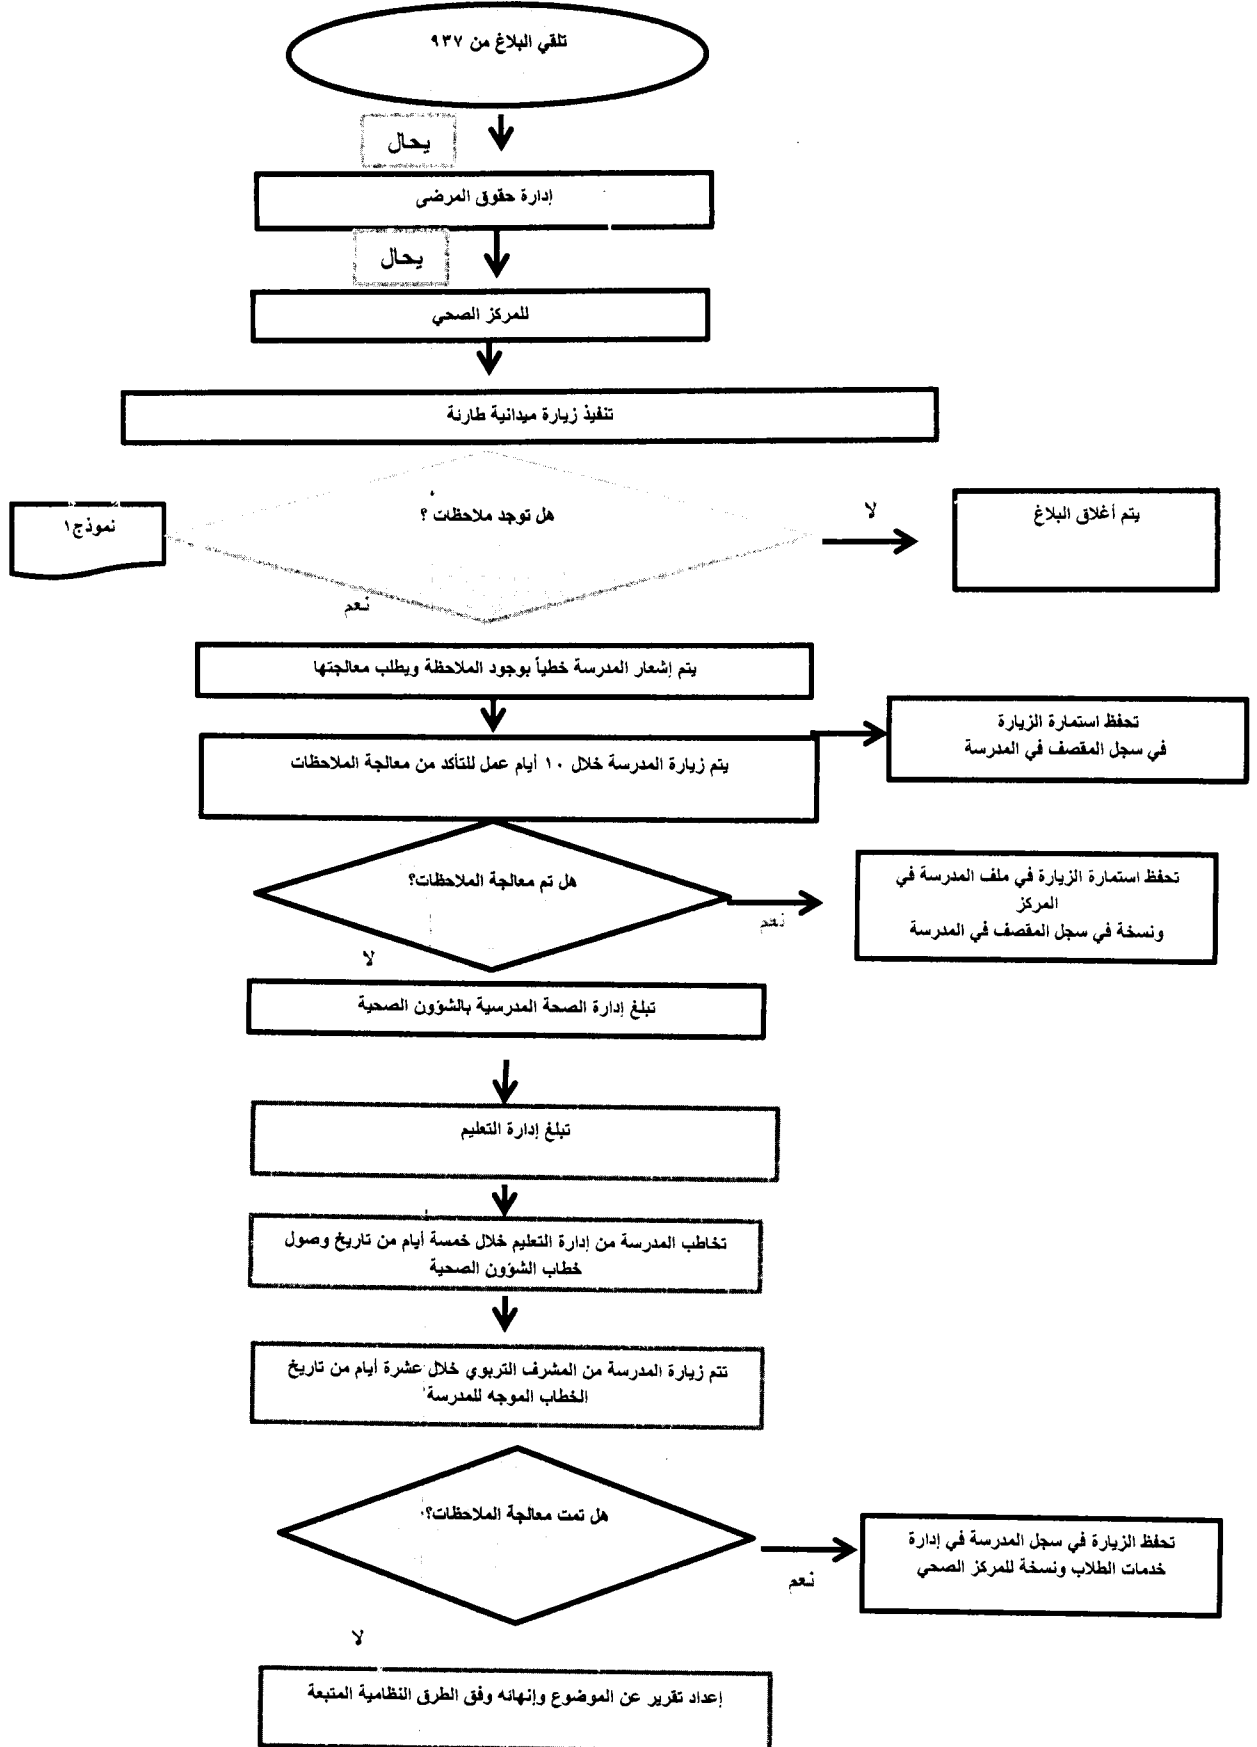 تلقي البلاغ من ٩٣٧
يحال
إدارة حقوق المرضى
يحال
للمركز الصحي
تنفيذ زيارة ميدانية طارئة
هل توجد ملاحظات ؟
نموذج١
لا
يتم أغلاق البلاغ
نعم
يتم إشعار المدرسة خطياً بوجود الملاحظة ويطلب معالجتها
تحفظ استمارة الزيارة
في سجل المقصف في المدرسة
يتم زيارة المدرسة خلال ١٠ أيام عمل للتأكد من معالجة الملاحظات
هل تم معالجة الملاحظات؟
نعم
تحفظ استمارة الزيارة في ملف المدرسة في
المركز
ونسخة في سجل المقصف في المدرسة
لا
تبلغ إدارة الصحة المدرسية بالشؤون الصحية
تبلغ إدارة التعليم
تخاطب المدرسة من إدارة التعليم خلال خمسة أيام من تاريخ وصول
خطاب الشؤون الصحية
تتم زيارة المدرسة من المشرف التربوي خلال عشرة أيام من تاريخ
الخطاب الموجه للمدرسة
هل تمت معالجة الملاحظات؟
نعم
تحفظ الزيارة في سجل المدرسة في إدارة
خدمات الطلاب ونسخة للمركز الصحي
لا
إعداد تقرير عن الموضوع وإنهائه وفق الطرق النظامية المتبعة